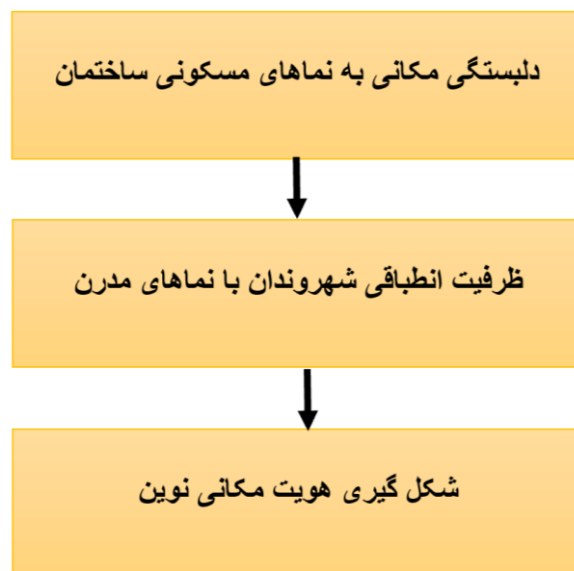 دلبستگی مکانی به نماهای مسکونی ساختمان
ظرفیت انطباقی شهروندان با نماهای مدرن
شکل گیری هویت مکانی نوین